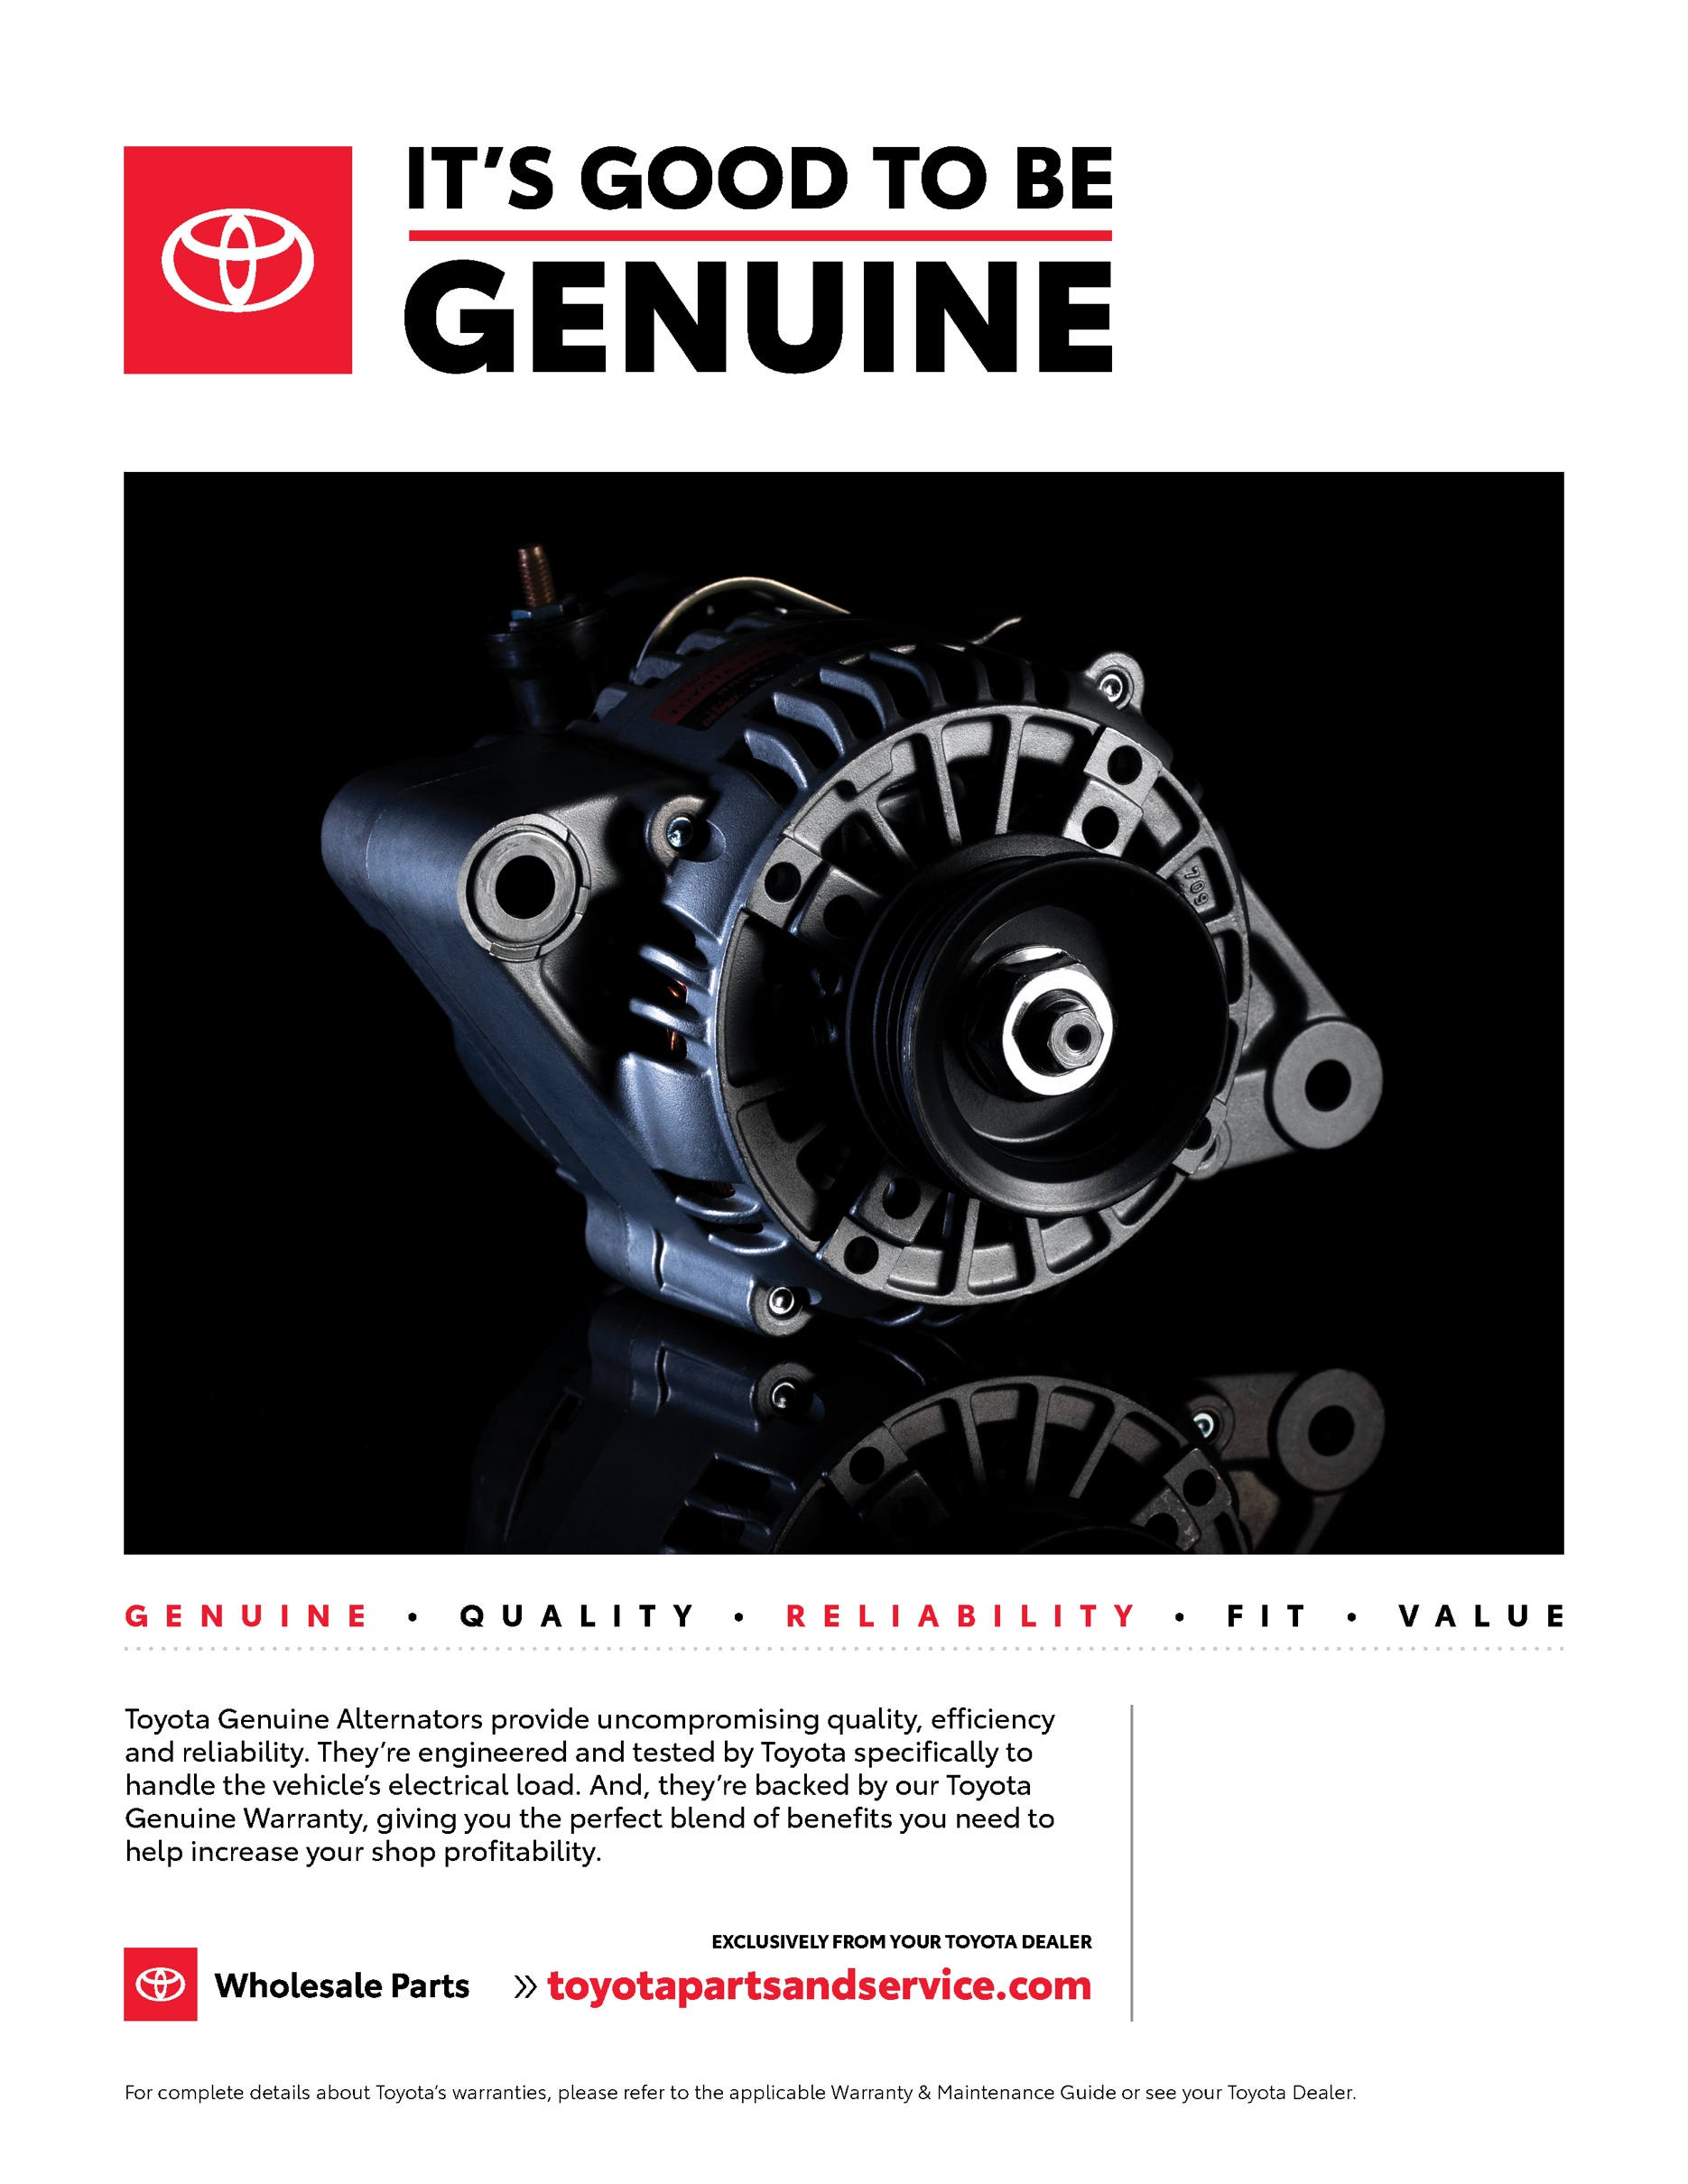 IT’S GOOD TO BE
GENUINE
709
GENUINE • QUALITY • RELIABILITY • FIT • VALUE
Toyota Genuine Alternators provide uncompromising quality, efficiency
and reliability. They’re engineered and tested by Toyota specifically to
handle the vehicle’s electrical load. And, they’re backed by our Toyota
Genuine Warranty, giving you the perfect blend of benefits you need to
help increase your shop profitability.
EXCLUSIVELY FROM YOUR TOYOTA DEALER
Wholesale Parts » toyotapartsandservice.com
For complete details about Toyota’s warranties, please refer to the applicable Warranty & Maintenance Guide or see your Toyota Dealer.